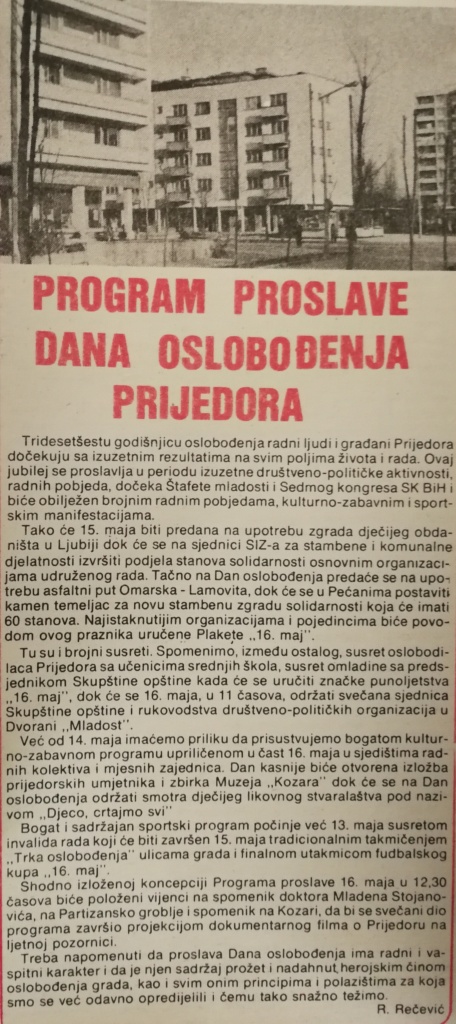 PROGRAM PROSLAVE
DANA OSLOBOĐENJA
PRIJEDORA
Tridesetšestu godišnjicu oslobođenja radni ljudi i građani Prijedora
dočekuju sa izuzetnim rezultatima na svim poljima života i rada. Ovaj
jubilej se proslavlja u periodu izuzetne društveno-političke aktivnosti,
radnih pobjeda, dočeka Štafete mladosti i Sedmog kongresa SK BiH i
biće obilježen brojnim radnim pobjedama, kulturno-zabavnim i sport-
skim manifestacijama.
Tako će 15. maja biti predana na upotrebu zgrada dječijeg obda-
ništa u Ljubiji dok će se na sjednici SIZ-a za stambene i komunalne
djelatnosti izvršiti podjela stanova solidarnosti osnovnim organizaci-
jama udruženog rada. Tačno na Dan oslobođenja predaće se na upo-
trebu asfaltni put Omarska - Lamovita, dok će se u Pećanima postaviti
kamen temeljac za novu stambenu zgradu solidarnosti koja će imati
60 stanova. Najistaknutijim organizacijama i pojedincima biće povo-
dom ovog praznika uručene Plakete „16. maj".
Tu su i brojni susreti. Spomenimo, između ostalog, susret oslobodi-
laca Prijedora sa učenicima srednjih škola, susret omladine sa preds-
jednikom Skupštine opštine kada će se uručiti značke punoljetstva
„16. maj", dok će se 16. maja, u 11 časova, održati svečana sjednica
Skupštine opštine i rukovodstva društveno-političkih organizacija u
Dvorani „Mladost".
Već od 14. maja imaćemo priliku da prisustvujemo bogatom kultur-
no-zabavnom programu upriličenom u čast 16. maja u sjedištima rad-
nih kolektiva i mjesnih zajednica. Dan kasnije biće otvorena izložba
prijedorskih umjetnika i zbirka Muzeja „Kozara" dok će se na Dan
oslobođenja održati smotra dječijeg likovnog stvaralaštva pod nazi-
vom „Djeco, crtajmo svi"
Bogat i sadržajan sportski program počinje već 13. maja susretom
invalida rada koji će biti završen 15. maja tradicionalnim takmičenjem
„Trka oslobođenja" ulicama grada i finalnom utakmicom fudbalskog
kupa „16. maj".
Shodno izloženoj koncepciji Programa proslave 16. maja u 12,30
časova biće položeni vijenci na spomenik doktora Mladena Stojano-
vića, na Partizansko groblje i spomenik na Kozari, da bi se svečani dio
programa završio projekcijom dokumentarnog filma o Prijedoru na
ljetnoj pozornici.
Treba napomenuti da proslava Dana oslobođenja ima radni i va-
spitni karakter i da je njen sadržaj prožet i nadahnut herojskim činom
oslobođenja grada, kao i svim onim principima i polazištima za koja
smo se već odavno opredijelili i čemu tako snažno težimo.
R. Rečević